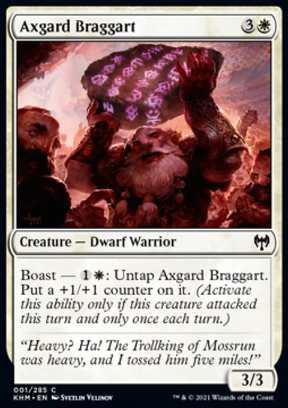 Axgard Braggart 3
Creature — Dwarf Warrior
Boast — 1: Untap Axgard Braggart.
Put a +1/+1 counter on it. (Activate
this ability only if this creature attacked
this turn and only once each turn.)
“Heavy? Ha! The Trollking of Mossrun
was heavy, and I tossed him five miles!”
3/3
001/285 C
KHM • EN Svetlin Velinov
™ & © 2021 Wizards of the Coast